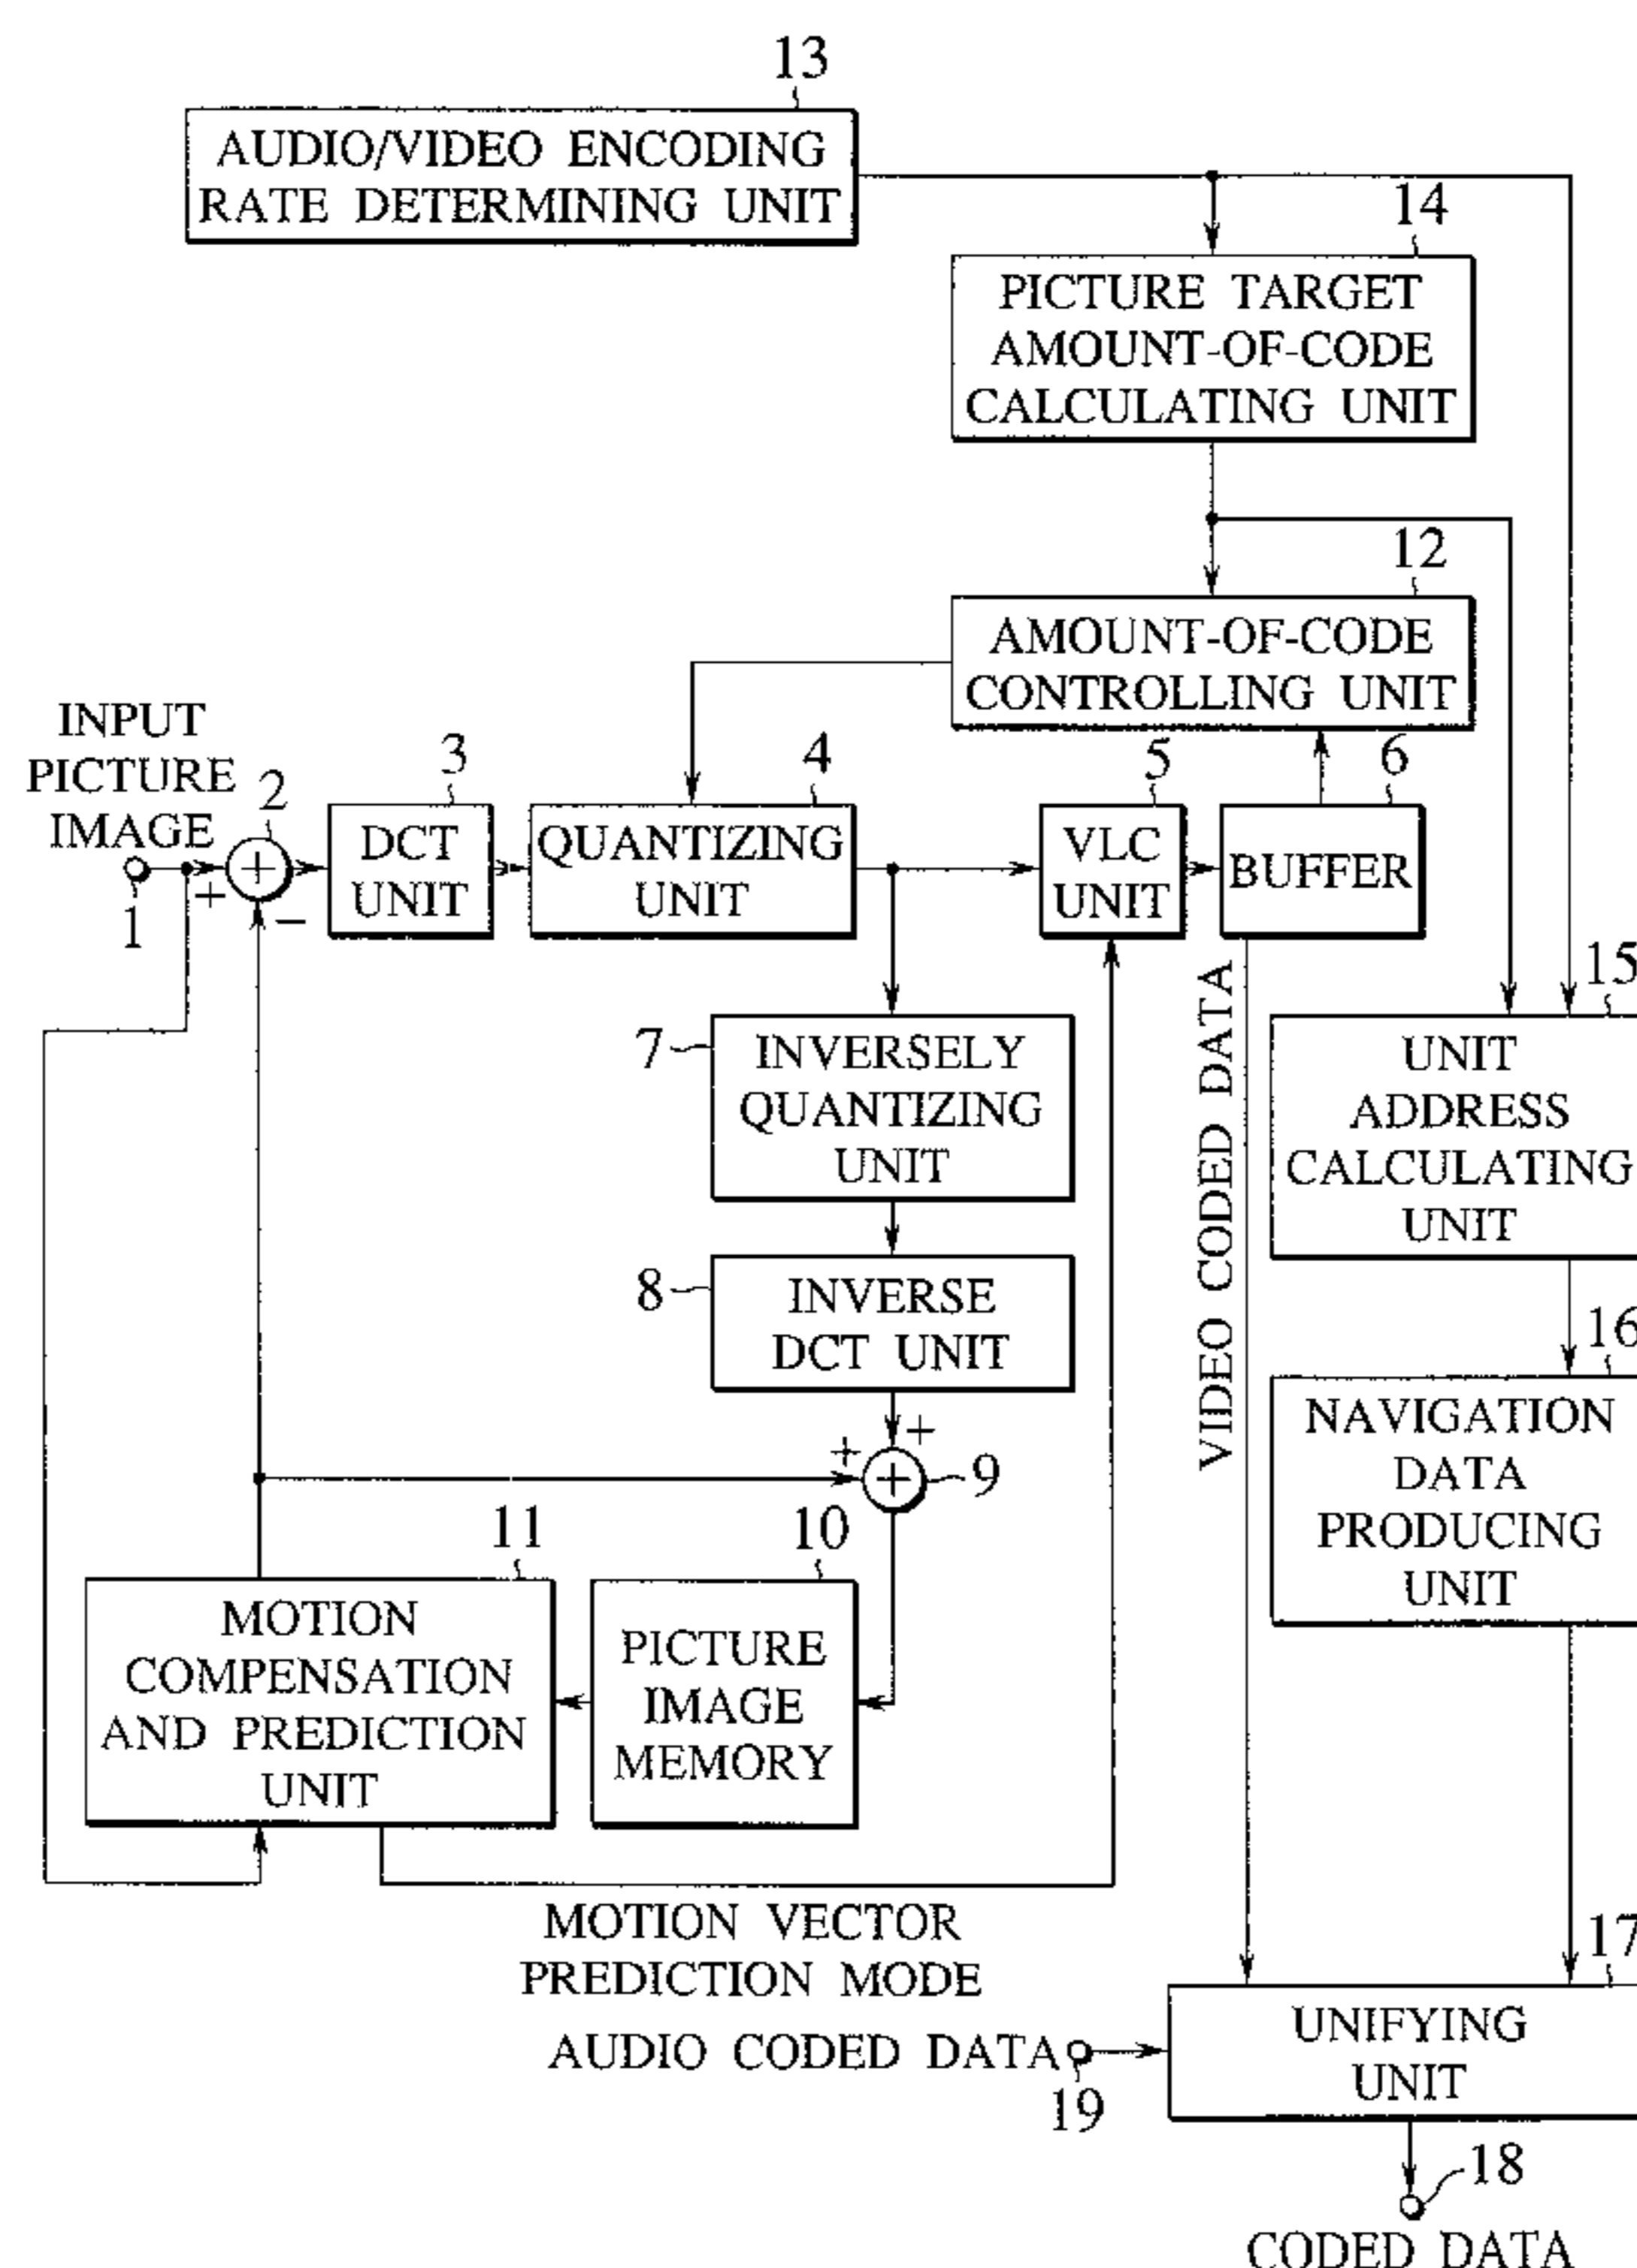 13
AUDIO/VIDEO ENCODING
RATE DETERMINING UNIT
14
PICTURE TARGET
AMOUNT-OF-CODE
CALCULATING UNIT
12
AMOUNT-OF-CODE
CONTROLLING UNIT
INPUT
PICTURE
IMAGE
1
+
2
+
−
3
DCT
UNIT
4
QUANTIZING
UNIT
5
VLC
UNIT
6
BUFFER
7
INVERSELY
QUANTIZING
UNIT
8
INVERSE
DCT UNIT
+
+
+
9
10
PICTURE
IMAGE
MEMORY
11
MOTION
COMPENSATION
AND PREDICTION
UNIT
MOTION VECTOR
PREDICTION MODE
VIDEO CODED DATA
15
UNIT
ADDRESS
CALCULATING
UNIT
16
NAVIGATION
DATA
PRODUCING
UNIT
17
UNIFYING
UNIT
AUDIO CODED DATA
19
18
CODED DATA